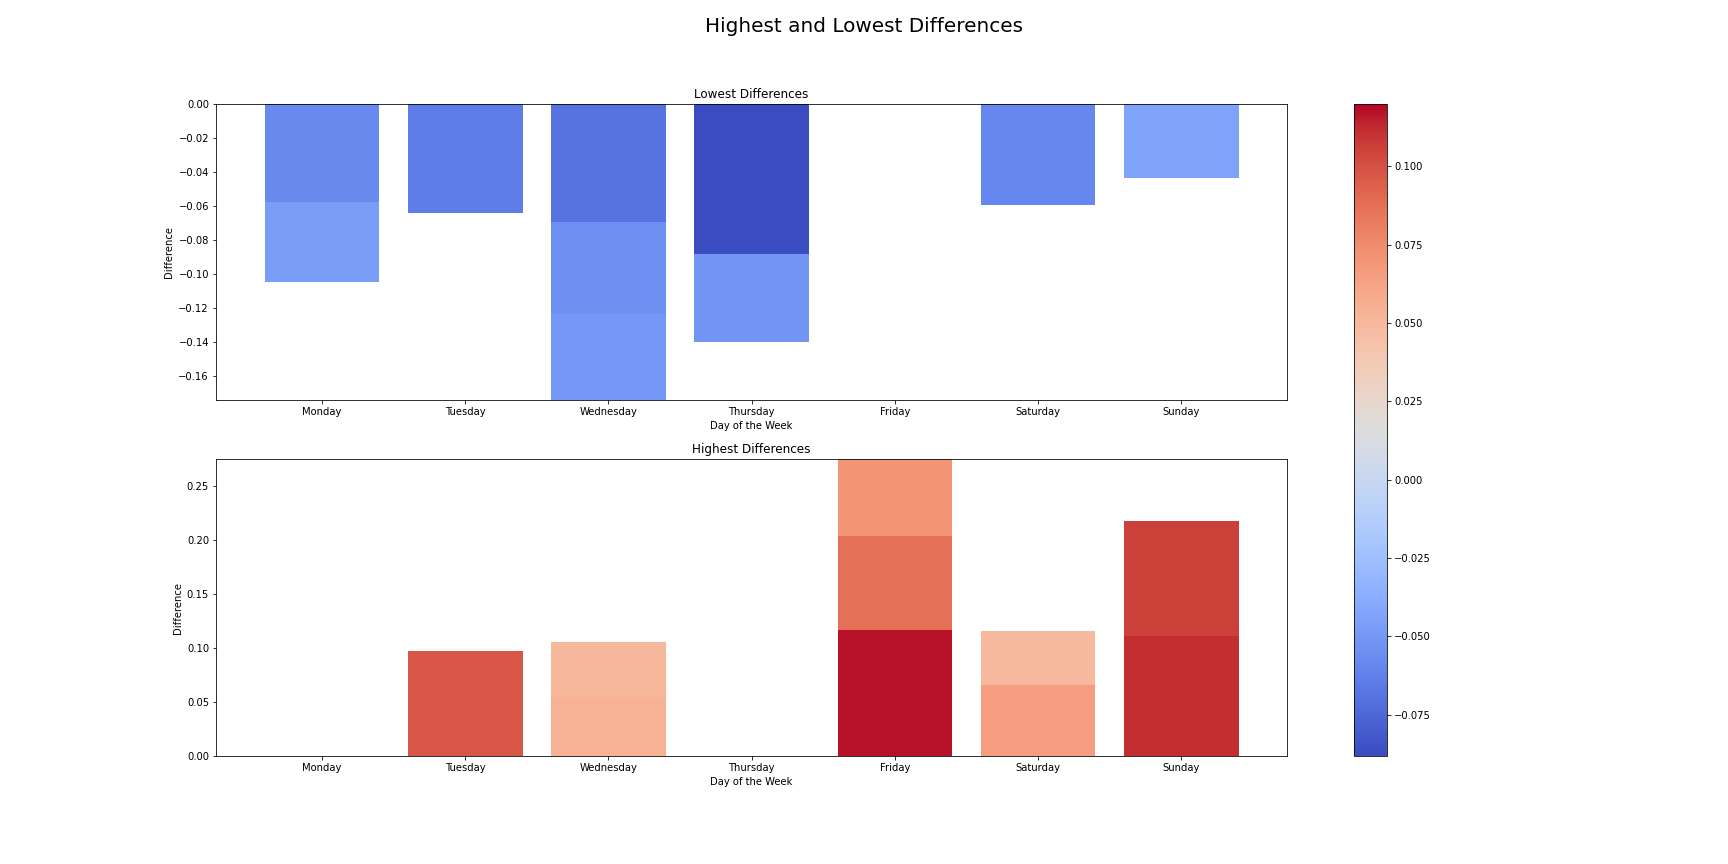 Highest and Lowest Differences
Lowest Differences
0.00
−0.02
−0.04
−0.06
−0.08
−0.10
−0.12
−0.14
−0.16
Difference
Monday Tuesday Wednesday Thursday Friday Saturday Sunday
Day of the Week
Highest Differences
0.25
0.20
0.15
0.10
0.05
0.00
Difference
Monday Tuesday Wednesday Thursday Friday Saturday Sunday
Day of the Week
0.100
0.075
0.050
0.025
0.000
−0.025
−0.050
−0.075